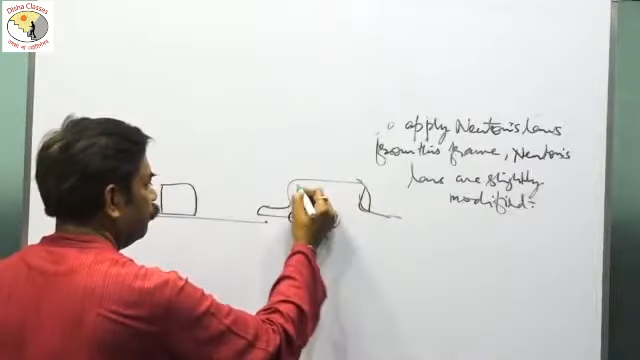 Disha Classes
apply Newton's laws
from this frame, Newton's
laws are slightly
modified: